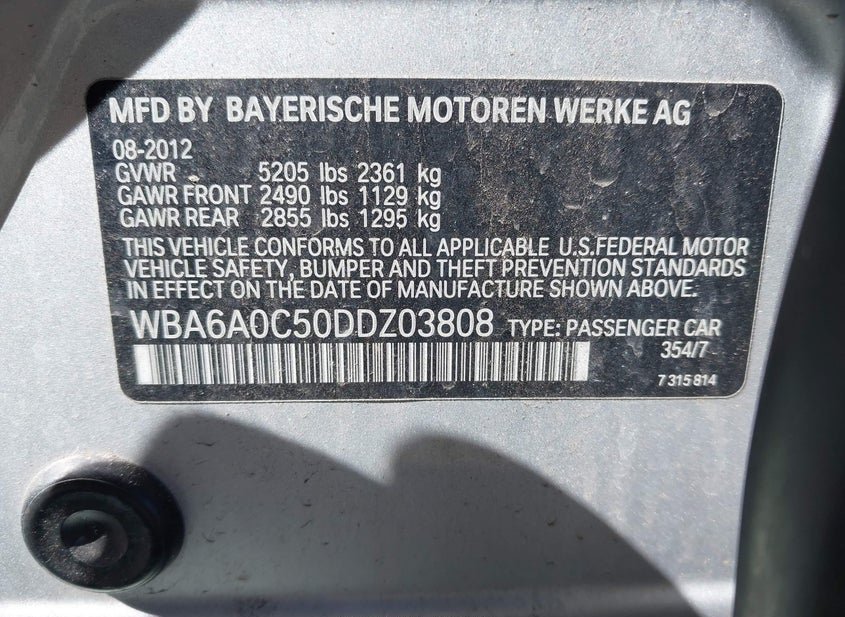 MFD BY BAYERISCHE MOTOREN WERKE AG
08-2012
GVWR 5205 lbs 2361 kg
GAWR FRONT 2490 lbs 1129 kg
GAWR REAR 2855 lbs 1295 kg
THIS VEHICLE CONFORMS TO ALL APPLICABLE U.S.FEDERAL MOTOR
VEHICLE SAFETY, BUMPER AND THEFT PREVENTION STANDARDS
IN EFFECT ON THE DATE OF MANUFACTURE SHOWN ABOVE.
WBA6A0C50DDZ03808 TYPE: PASSENGER CAR
354/7
7 315 814